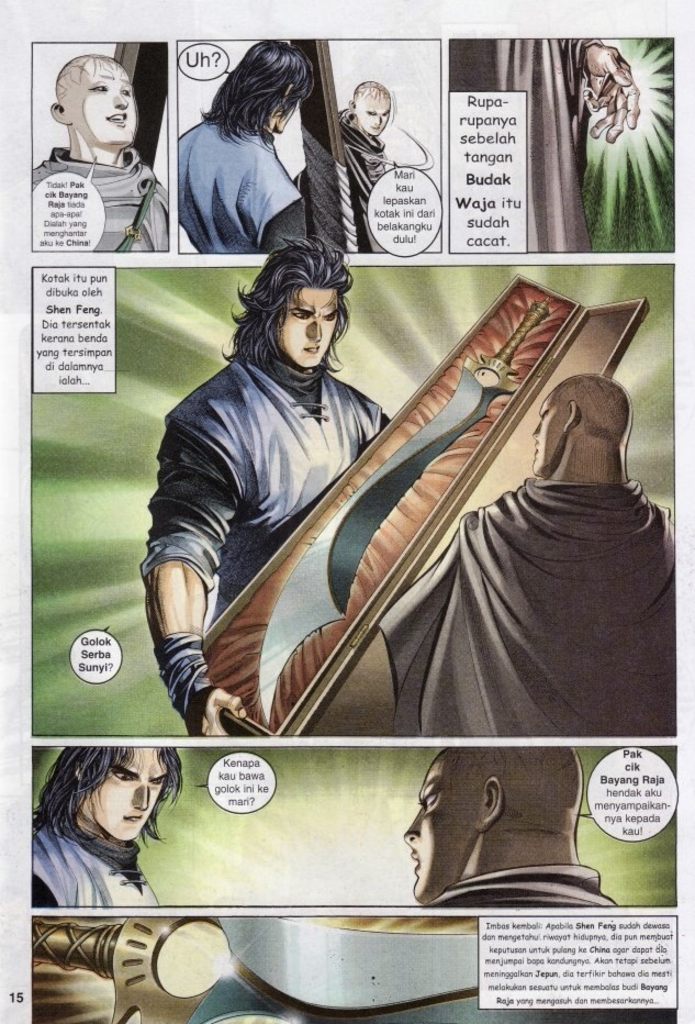 Tidak! Pak
cik Bayang
Raja tiada
apa-apa!
Dialah yang
menghantar
aku ke China!
Uh?
Mari
kau
lepaskan
kotak ini dari
belakangku
dulu!
Rupa-
rupanya
sebelah
tangan
Budak
Waja itu
sudah
cacat.
Kotak itu pun
dibuka oleh
Shen Feng.
Dia tersentak
kerana benda
yang tersimpan
di dalamnya
ialah...
Golok
Serba
Sunyi?
Kenapa
kau bawa
golok ini ke
mari?
Pak
cik
Bayang Raja
hendak aku
menyampaikan-
nya kepada
kau!
Imbas kembali: Apabila Shen Feng sudah dewasa
dan mengetahui riwayat hidupnya, dia pun membuat
keputusan untuk pulang ke China agar dapat
menjumpai bapa kandungnya. Akan tetapi sebelum
meninggalkan Jepun, dia terfikir bahawa dia mesti
melakukan sesuatu untuk membalas budi Bayang
Raja yang mengasuh dan membesarkannya...
15